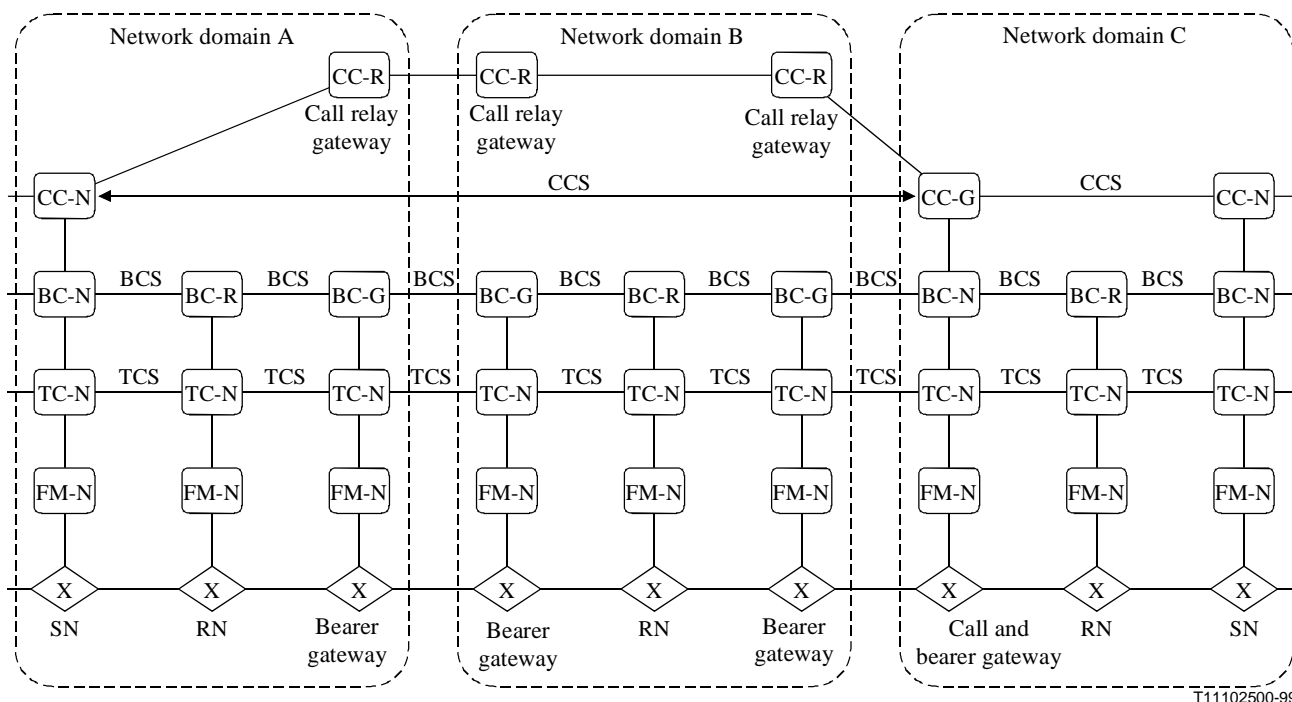 Network domain A
Network domain B
Network domain C
CC-R CC-R CC-R
Call relay
gateway
Call relay
gateway
Call relay
gateway
CC-N CCS CC-G CCS CC-N
BC-N BCS BC-R BCS BC-G BCS BC-G BCS BC-R BCS BC-G BCS BC-N BCS BC-R BCS BC-N
TC-N TCS TC-N TCS TC-N TCS TC-N TCS TC-N TCS TC-N TCS TC-N TCS TC-N TCS TC-N
FM-N FM-N FM-N FM-N FM-N FM-N FM-N FM-N FM-N
X X X X X X X X X
SN
RN
Bearer
gateway
Bearer
gateway
RN
Bearer
gateway
Call and
bearer gateway
RN
SN
T11102500-99